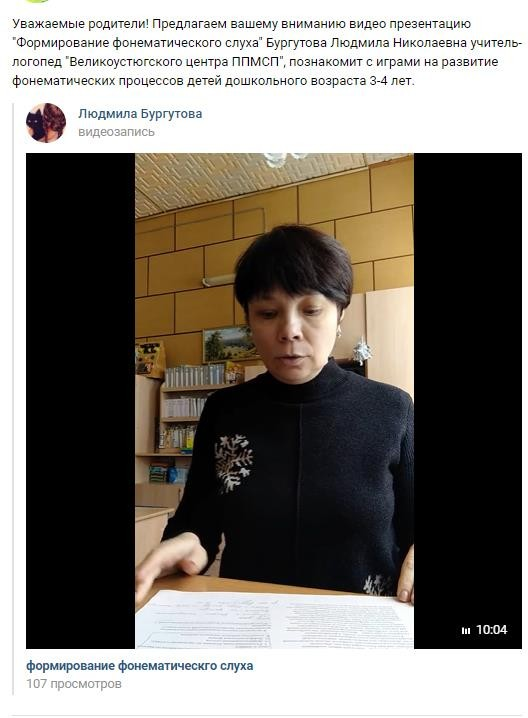 Уважаемые родители! Предлагаем вашему вниманию видео презентацию
"Формирование фонематического слуха" Бургутова Людмила Николаевна учитель-
логопед "Великоустюгского центра ППМСП", познакомит с играми на развитие
фонематических процессов детей дошкольного возраста 3-4 лет.
Людмила Бургутова
видеозапись
10:04
формирование фонематическго слуха
107 просмотров